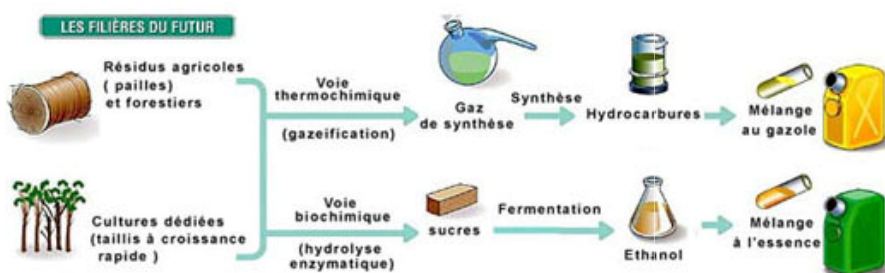 LES FILIÈRES DU FUTUR
Résidus agricoles
( pailles)
et forestiers
Voie
thermochimique
(gazeification)
Gaz
de synthèse
Synthèse
Hydrocarbures
Mélange
au gazole
Cultures dédiées
(taillis à croissance
rapide )
Voie
biochimique
(hydrolyse
enzymatique)
sucres
Fermentation
Ethanol
Mélange
à l'essence